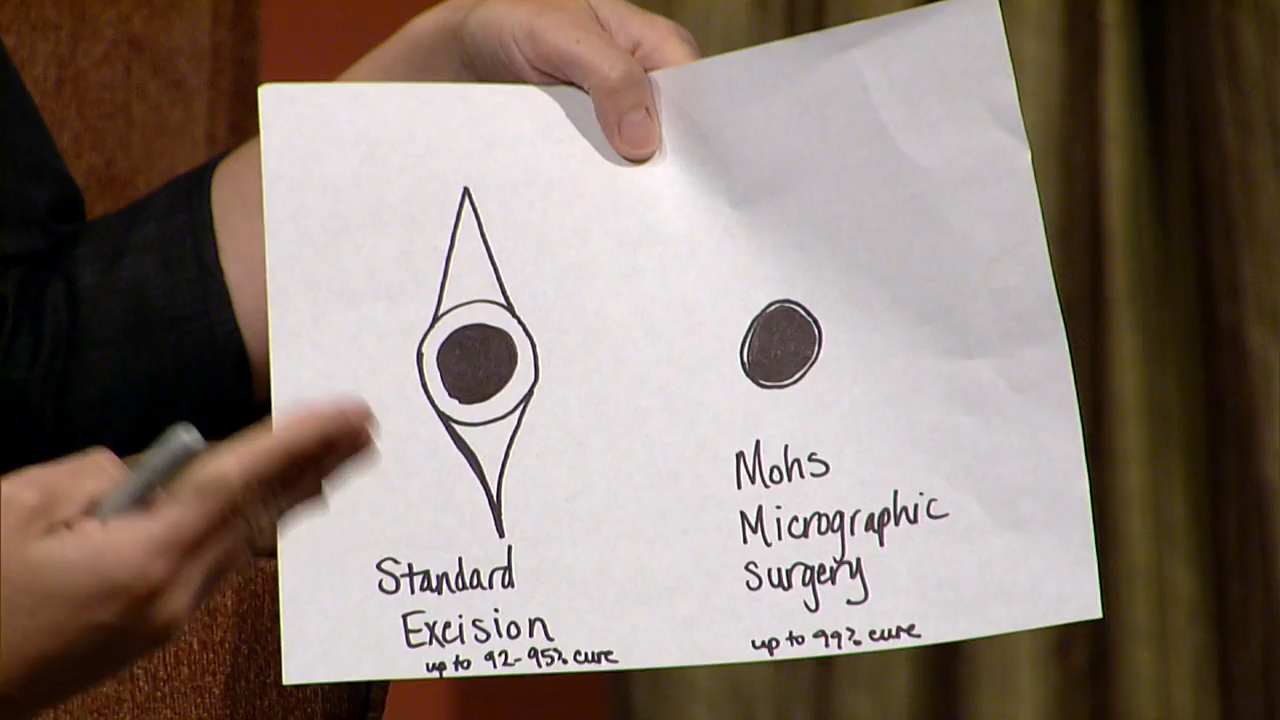 Standard
Excision
up to 92-95% cure
Mohs
Micrographic
surgery
up to 99% cure